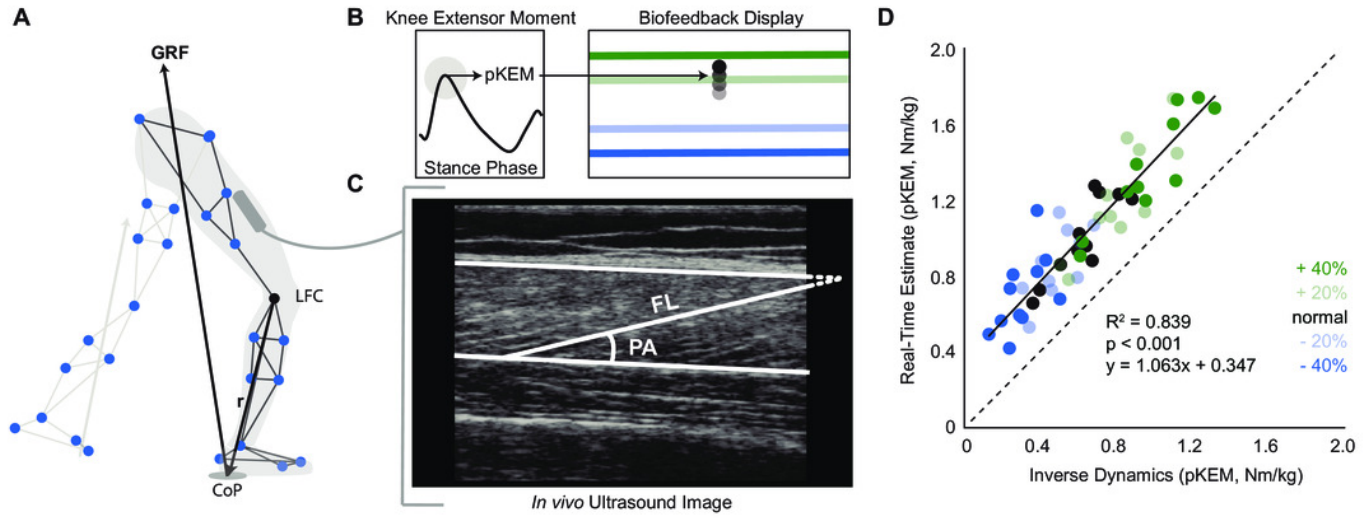 A
GRF
LFC
r
CoP
B
Knee Extensor Moment
pKEM
Stance Phase
Biofeedback Display
C
FL
PA
In vivo Ultrasound Image
D
Real-Time Estimate (pKEM, Nm/kg)
2.0
1.6
1.2
0.8
0.4
0
+ 40%
+ 20%
normal
- 20%
- 40%
R² = 0.839
p < 0.001
y = 1.063x + 0.347
0 0.4 0.8 1.2 1.6 2.0
Inverse Dynamics (pKEM, Nm/kg)